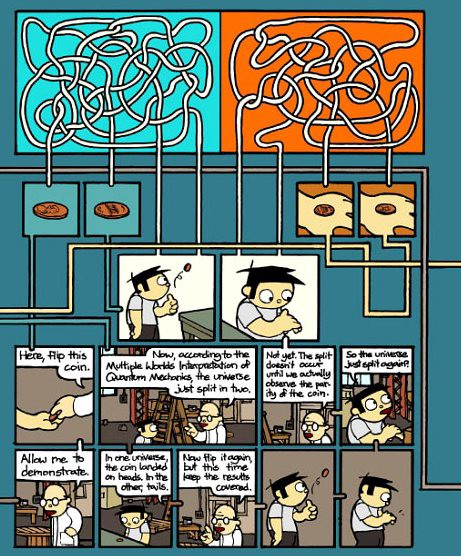 Here, flip this
coin.
Now, according to the
Multiple Worlds Interpretation of
Quantum Mechanics, the universe
just split in two.
Not yet. The split
doesn't occur
until we actually
observe the par-
ity of the coin.
So the universe
just split again?
Allow me to
demonstrate.
In one universe,
the coin landed
on heads. In the
other, tails.
Now flip it again,
but this time
keep the results
covered.